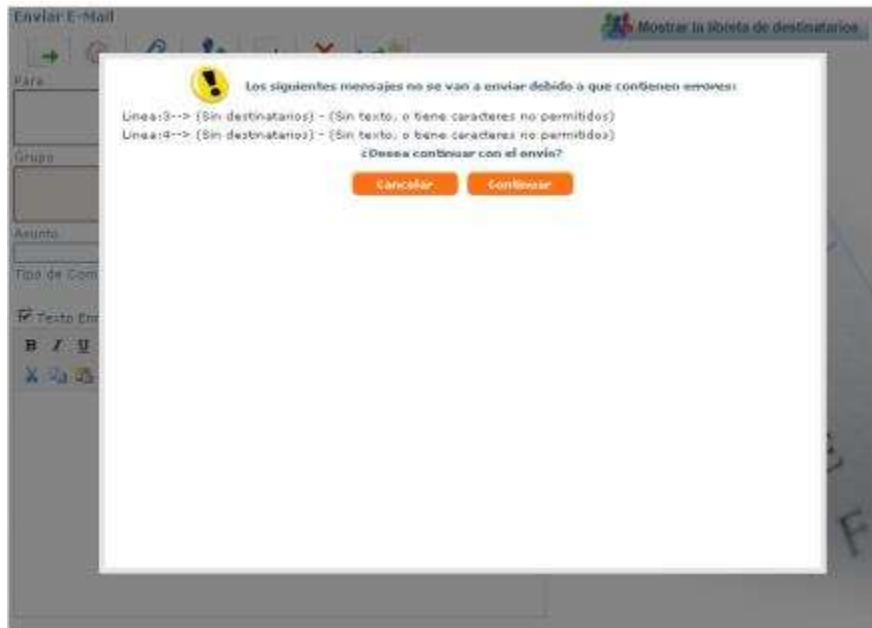 Enviar E-Mail
Mostrar la libreta de destinatarios
Para
Los siguientes mensajes no se van a enviar debido a que contienen errores:
Linea:3--> (Sin destinatarios) - (Sin texto, o tiene caracteres no permitidos)
Linea:4--> (Sin destinatarios) - (Sin texto, o tiene caracteres no permitidos)
¿Desea continuar con el envío?
Grupo
Cancelar Continuar
Asunto
Tipo de Com
Texto Enr
B I U
F